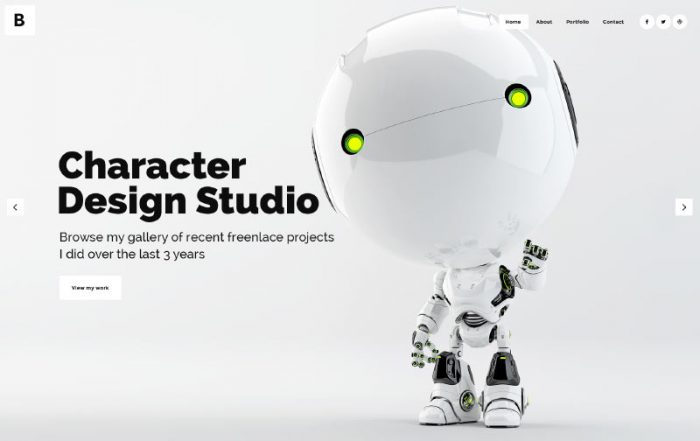 B
Home About Portfolio Contact
Character
Design Studio
Browse my gallery of recent freenlace projects
I did over the last 3 years
View my work